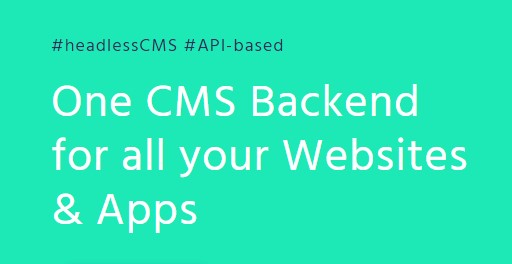 #headlessCMS #API-based
One CMS Backend
for all your Websites
& Apps